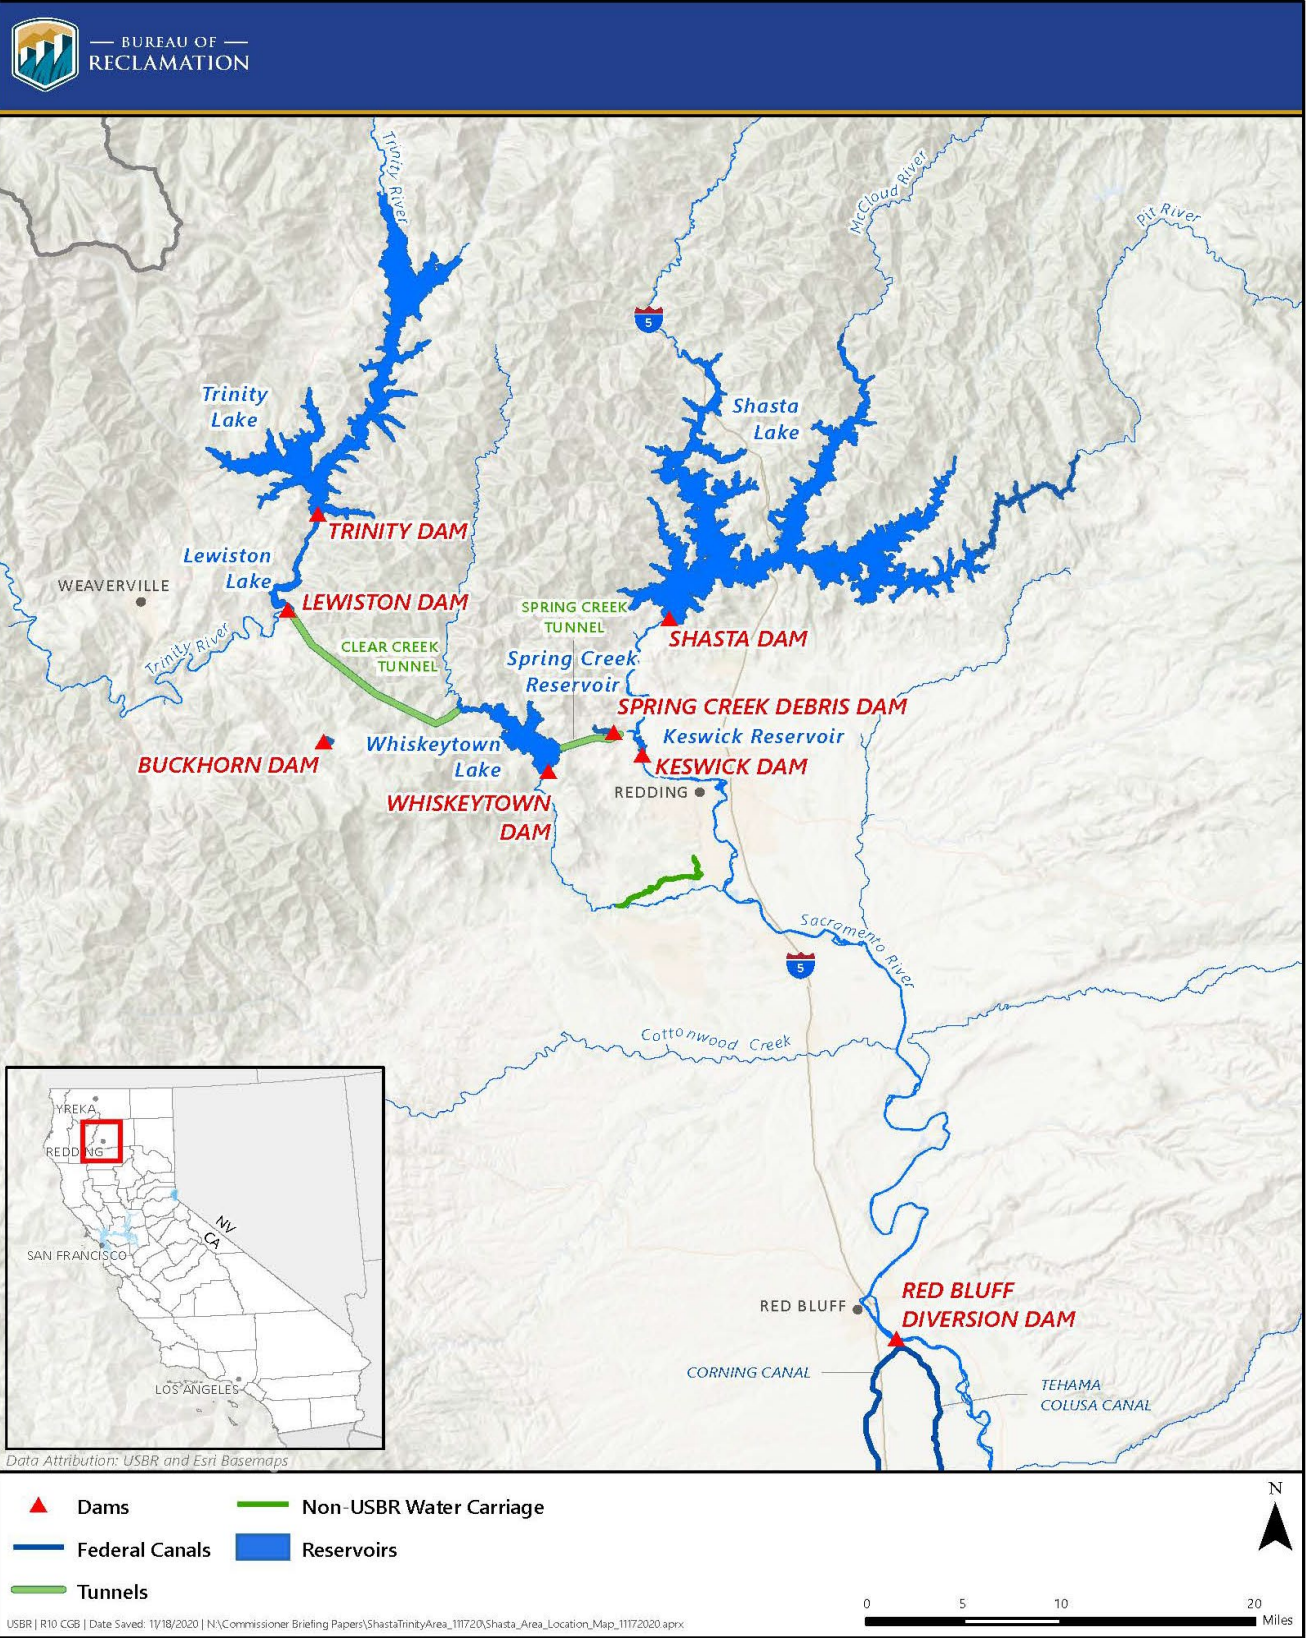 BUREAU OF
RECLAMATION
Trinity River
McCloud River
Pit River
5
Trinity
Lake
Shasta
Lake
TRINITY DAM
Lewiston
Lake
WEAVERVILLE
LEWISTON DAM
SPRING CREEK
TUNNEL
Trinity River
CLEAR CREEK
TUNNEL
SHASTA DAM
Spring Creek
Reservoir
SPRING CREEK DEBRIS DAM
Whiskeytown
Lake
Keswick Reservoir
BUCKHORN DAM
KESWICK DAM
REDDING
WHISKEYTOWN
DAM
Sacramento River
5
Cottonwood Creek
YREKA
REDDING
NV
CA
SAN FRANCISCO
LOS ANGELES
RED BLUFF
DIVERSION DAM
RED BLUFF
CORNING CANAL
TEHAMA
COLUSA CANAL
Data Attribution: USBR and Esri Basemaps
Dams
Non-USBR Water Carriage
Federal Canals
Reservoirs
Tunnels
N
0 5 10 20
Miles
USBR | R10 CGB | Date Saved: 11/18/2020 | N:\Commissioner Briefing Papers\ShastaTrinityArea_111720\Shasta_Area_Location_Map_11172020.aprx